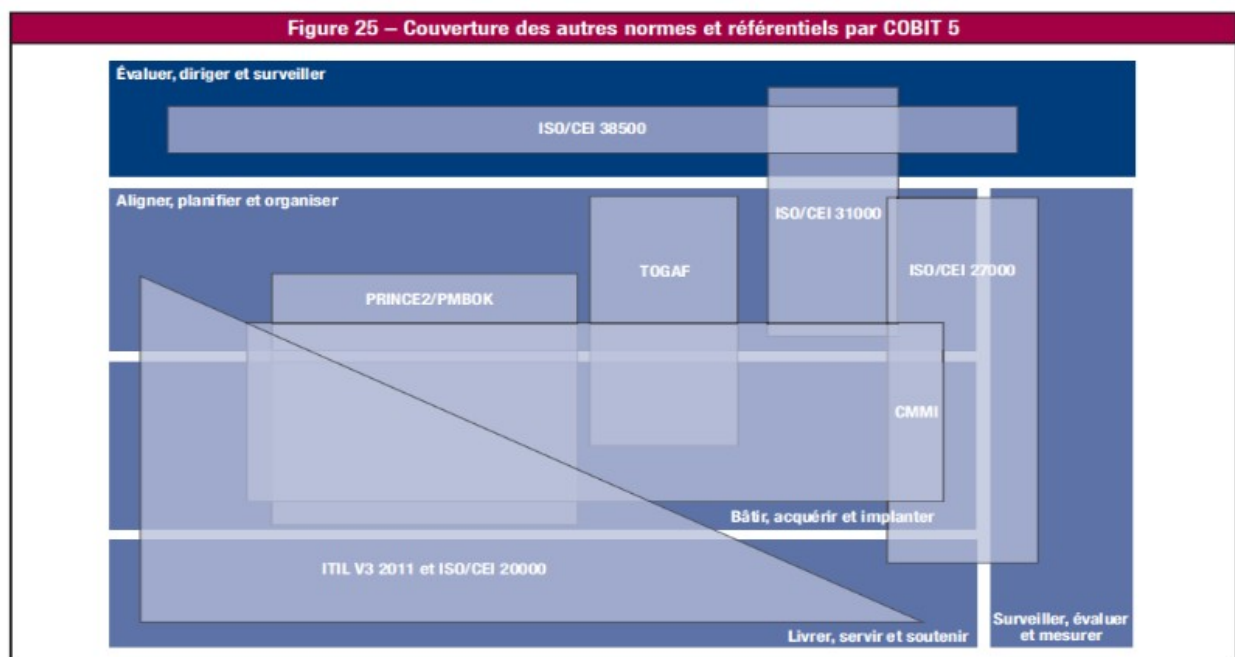 Figure 25 – Couverture des autres normes et référentiels par COBIT 5
Évaluer, diriger et surveiller
ISO/CEI 38500
Aligner, planifier et organiser
ISO/CEI 31000
TOGAF
ISO/CEI 27000
PRINCE2/PMBOK
CMMI
Bâtir, acquérir et implanter
ITIL V3 2011 et ISO/CEI 20000
Livrer, servir et soutenir
Surveiller, évaluer
et mesurer